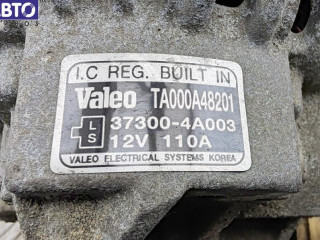 BTO
I.C REG. BUILT IN
Valeo TA000A48201
L 37300-4A003
S 12V 110A
VALEO ELECTRICAL SYSTEMS KOREA